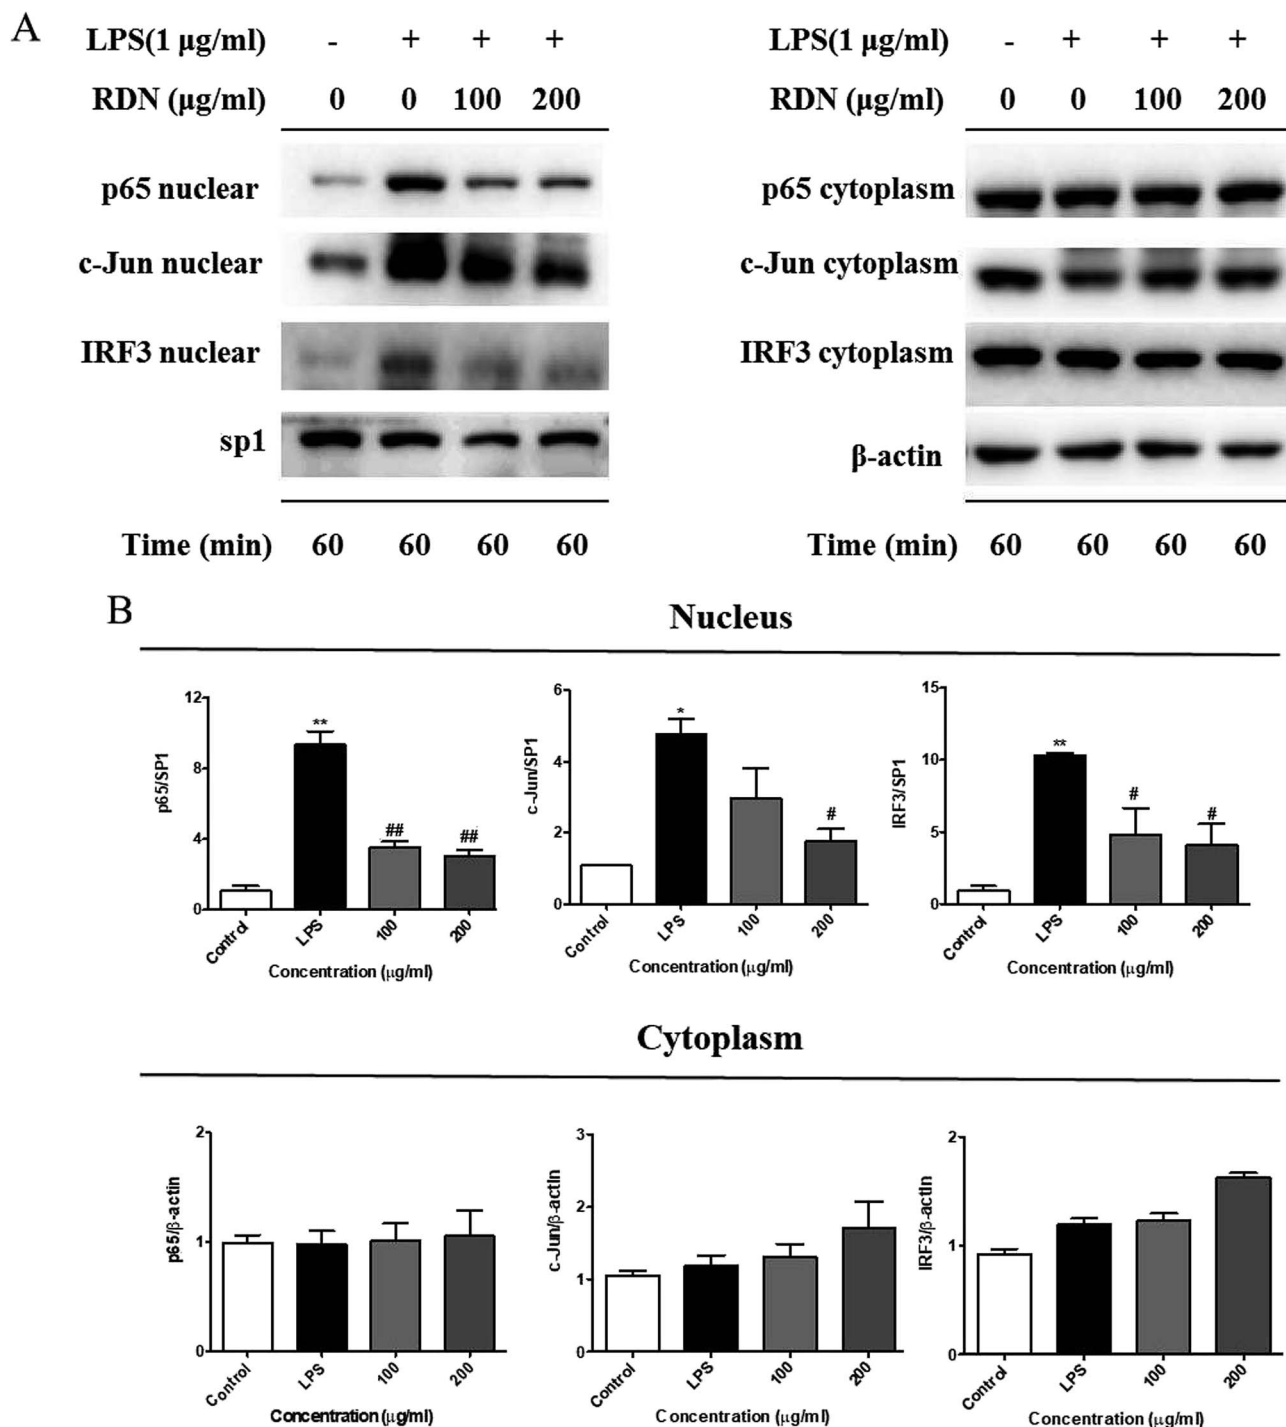 A
LPS(1 μg/ml) - + + +
RDN (μg/ml) 0 0 100 200
p65 nuclear
c-Jun nuclear
IRF3 nuclear
sp1
Time (min) 60 60 60 60
LPS(1 μg/ml) - + + +
RDN (μg/ml) 0 0 100 200
p65 cytoplasm
c-Jun cytoplasm
IRF3 cytoplasm
β-actin
Time (min) 60 60 60 60
B
Nucleus
p65/SP1
12
8
4
0
**
##
##
Control LPS 100 200
Concentration (μg/ml)
c-Jun/SP1
6
4
2
0
*
#
Control LPS 100 200
Concentration (μg/ml)
IRF3/SP1
15
10
5
0
**
#
#
Control LPS 100 200
Concentration (μg/ml)
Cytoplasm
p65/β-actin
2
1
0
Control LPS 100 200
Concentration (μg/ml)
c-Jun/β-actin
3
2
1
0
Control LPS 100 200
Concentration (μg/ml)
IRF3/β-actin
2
1
0
Control LPS 100 200
Concentration (μg/ml)